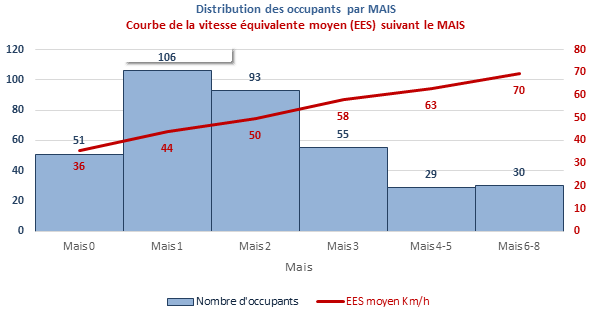 Distribution des occupants par MAIS
Courbe de la vitesse équivalente moyen (EES) suivant le MAIS
120
100
80
60
40
20
0
80
70
60
50
40
30
20
10
0
51
106
93
55
29
30
36
44
50
58
63
70
Mais 0
Mais 1
Mais 2
Mais 3
Mais 4-5
Mais 6-8
Mais
Nombre d'occupants
EES moyen Km/h